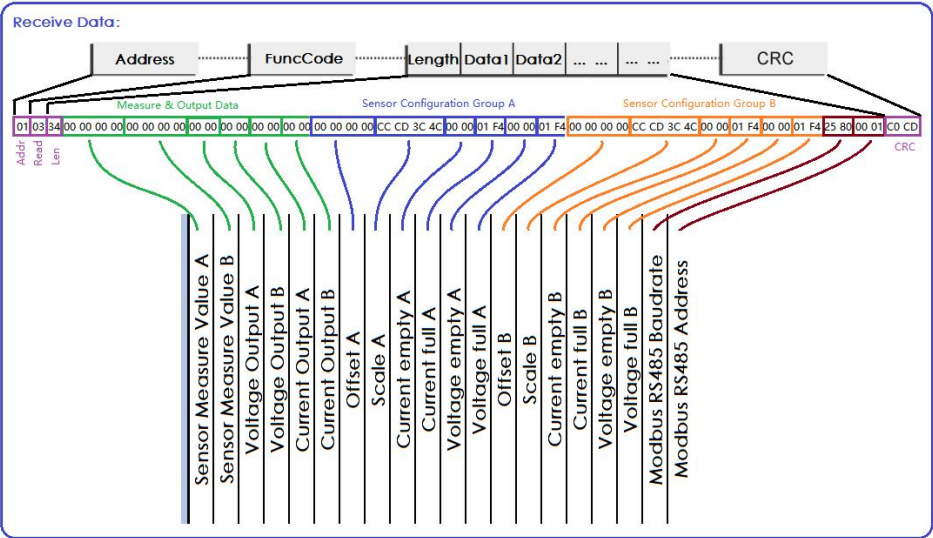 Receive Data:
Address FuncCode Length Data1 Data2 ... ... ... ... CRC
Measure & Output Data Sensor Configuration Group A Sensor Configuration Group B
01 03 34 00 00 00 00 00 00 00 00 00 00 00 00 00 00 00 00 00 00 00 00 CC CD 3C 4C 00 00 01 F4 00 00 01 F4 00 00 00 00 CC CD 3C 4C 00 00 01 F4 00 00 01 F4 25 80 00 01 C0 CD
Addr
Read
Len
CRC
Sensor Measure Value A
Sensor Measure Value B
Voltage Output A
Voltage Output B
Current Output A
Current Output B
Offset A
Scale A
Current empty A
Current full A
Voltage empty A
Voltage full A
Offset B
Scale B
Current empty B
Current full B
Voltage empty B
Voltage full B
Modbus RS485 Baudrate
Modbus RS485 Address